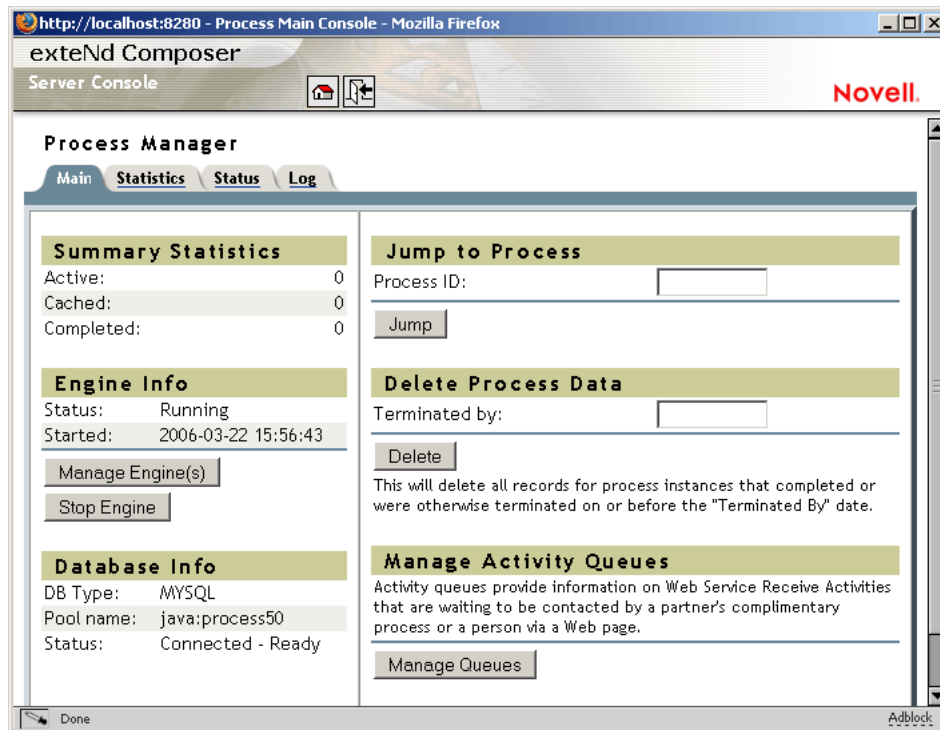 http://localhost:8280 - Process Main Console - Mozilla Firefox
exteNd Composer
Server Console
Novell.
Process Manager
Main Statistics Status Log
Summary Statistics
Active: 0
Cached: 0
Completed: 0
Engine Info
Status: Running
Started: 2006-03-22 15:56:43
Manage Engine(s)
Stop Engine
Database Info
DB Type: MYSQL
Pool name: java:process50
Status: Connected - Ready
Jump to Process
Process ID:
Jump
Delete Process Data
Terminated by:
Delete
This will delete all records for process instances that completed or
were otherwise terminated on or before the "Terminated By" date.
Manage Activity Queues
Activity queues provide information on Web Service Receive Activities
that are waiting to be contacted by a partner's complimentary
process or a person via a Web page.
Manage Queues
Done
Adblock